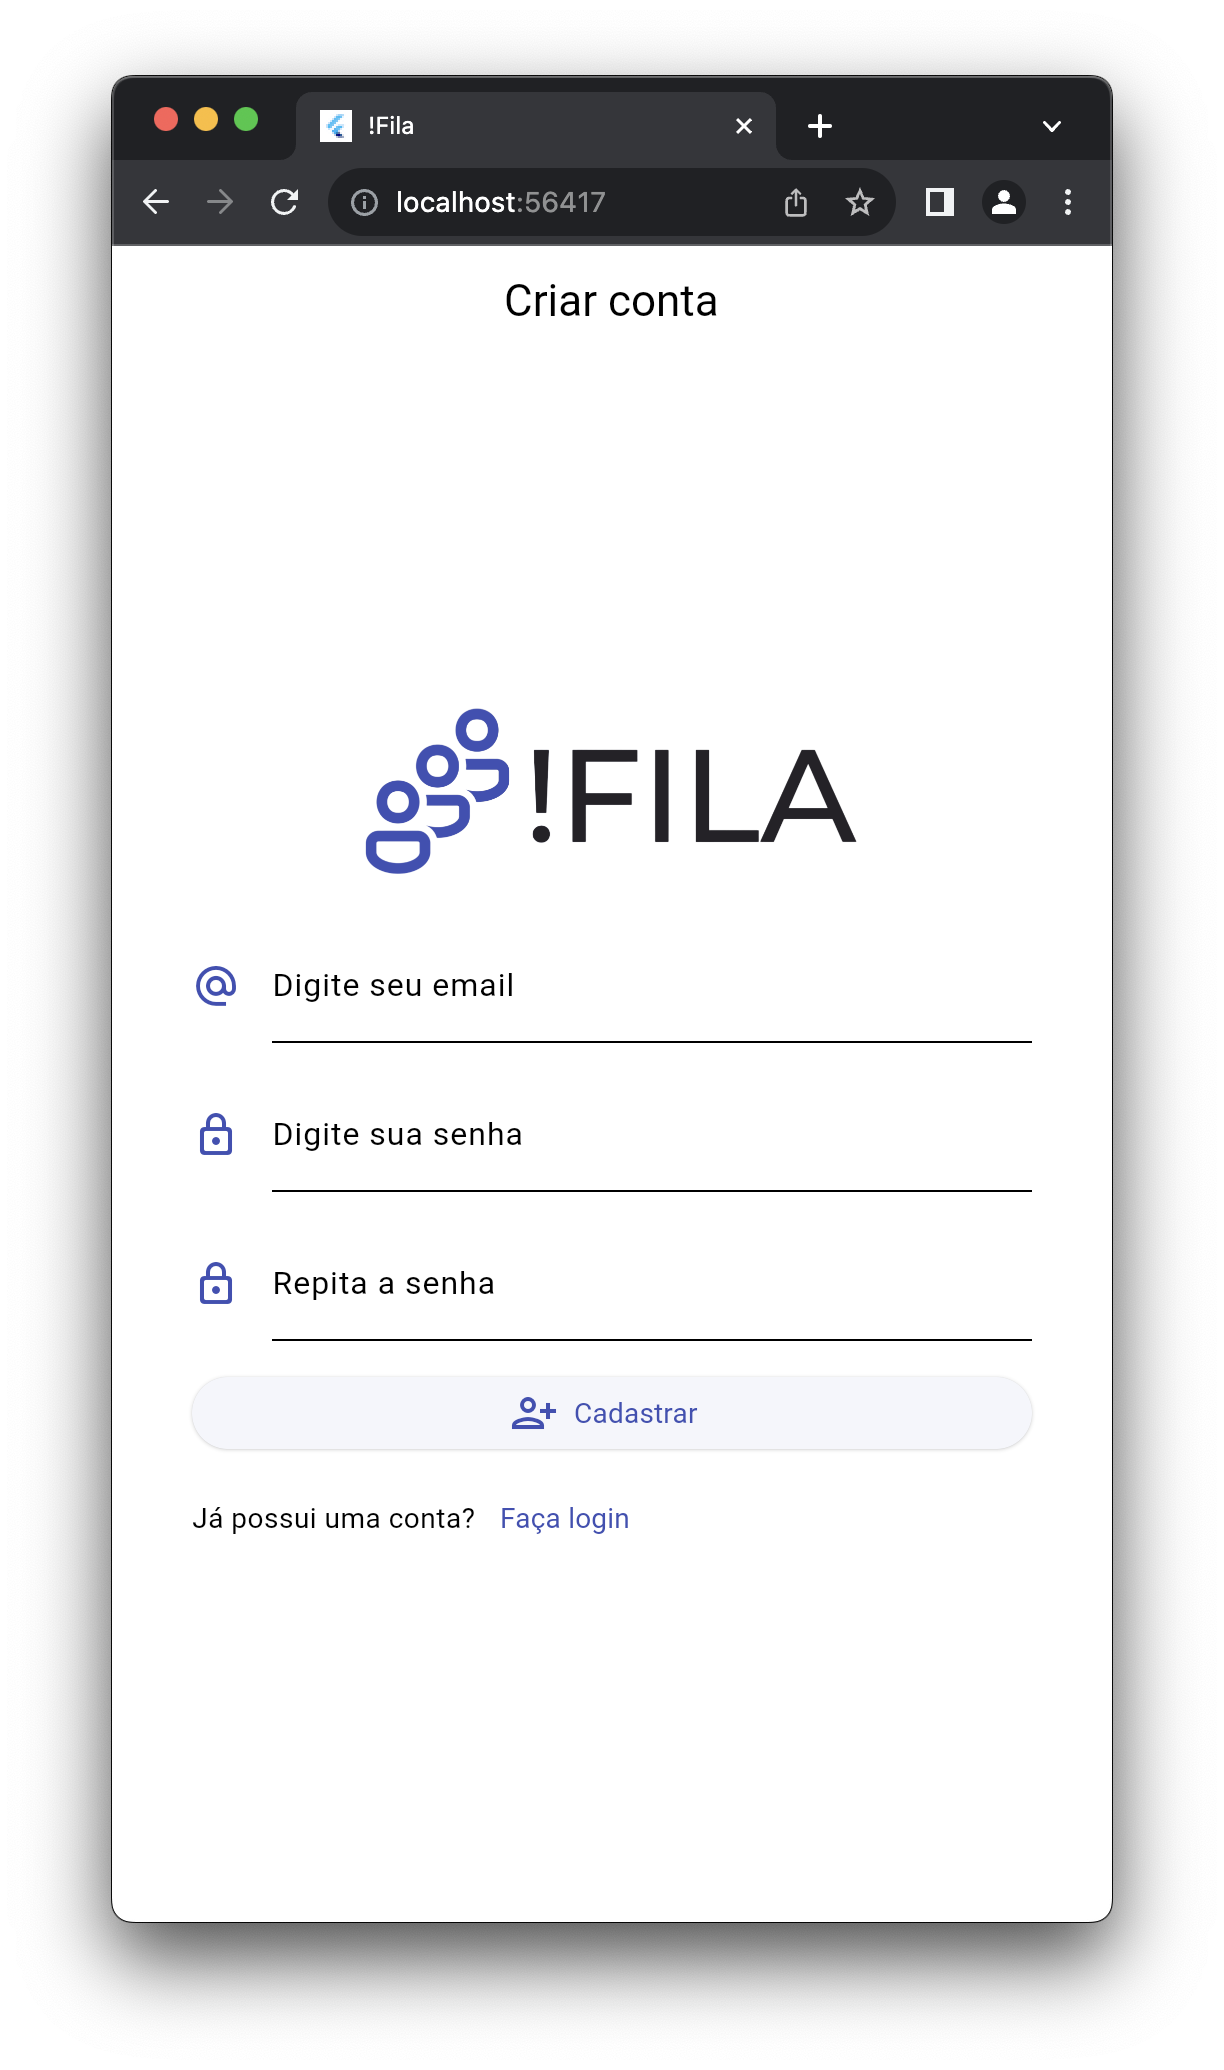 !Fila
localhost:56417
Criar conta
!FILA
Digite seu email
Digite sua senha
Repita a senha
Cadastrar
Já possui uma conta? Faça login